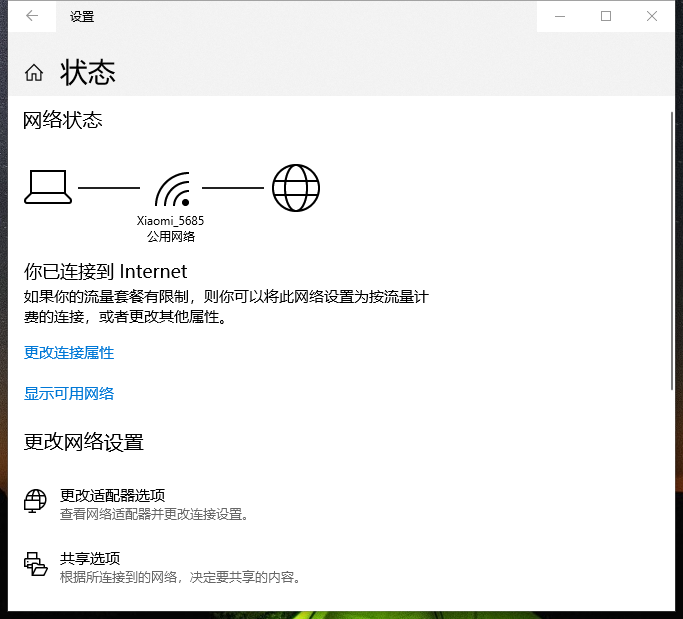 设置
状态
网络状态
Xiaomi_5685
公用网络
你已连接到 Internet
如果你的流量套餐有限制，则你可以将此网络设置为按流量计
费的连接，或者更改其他属性。
更改连接属性
显示可用网络
更改网络设置
更改适配器选项
查看网络适配器并更改连接设置。
共享选项
根据所连接到的网络，决定要共享的内容。